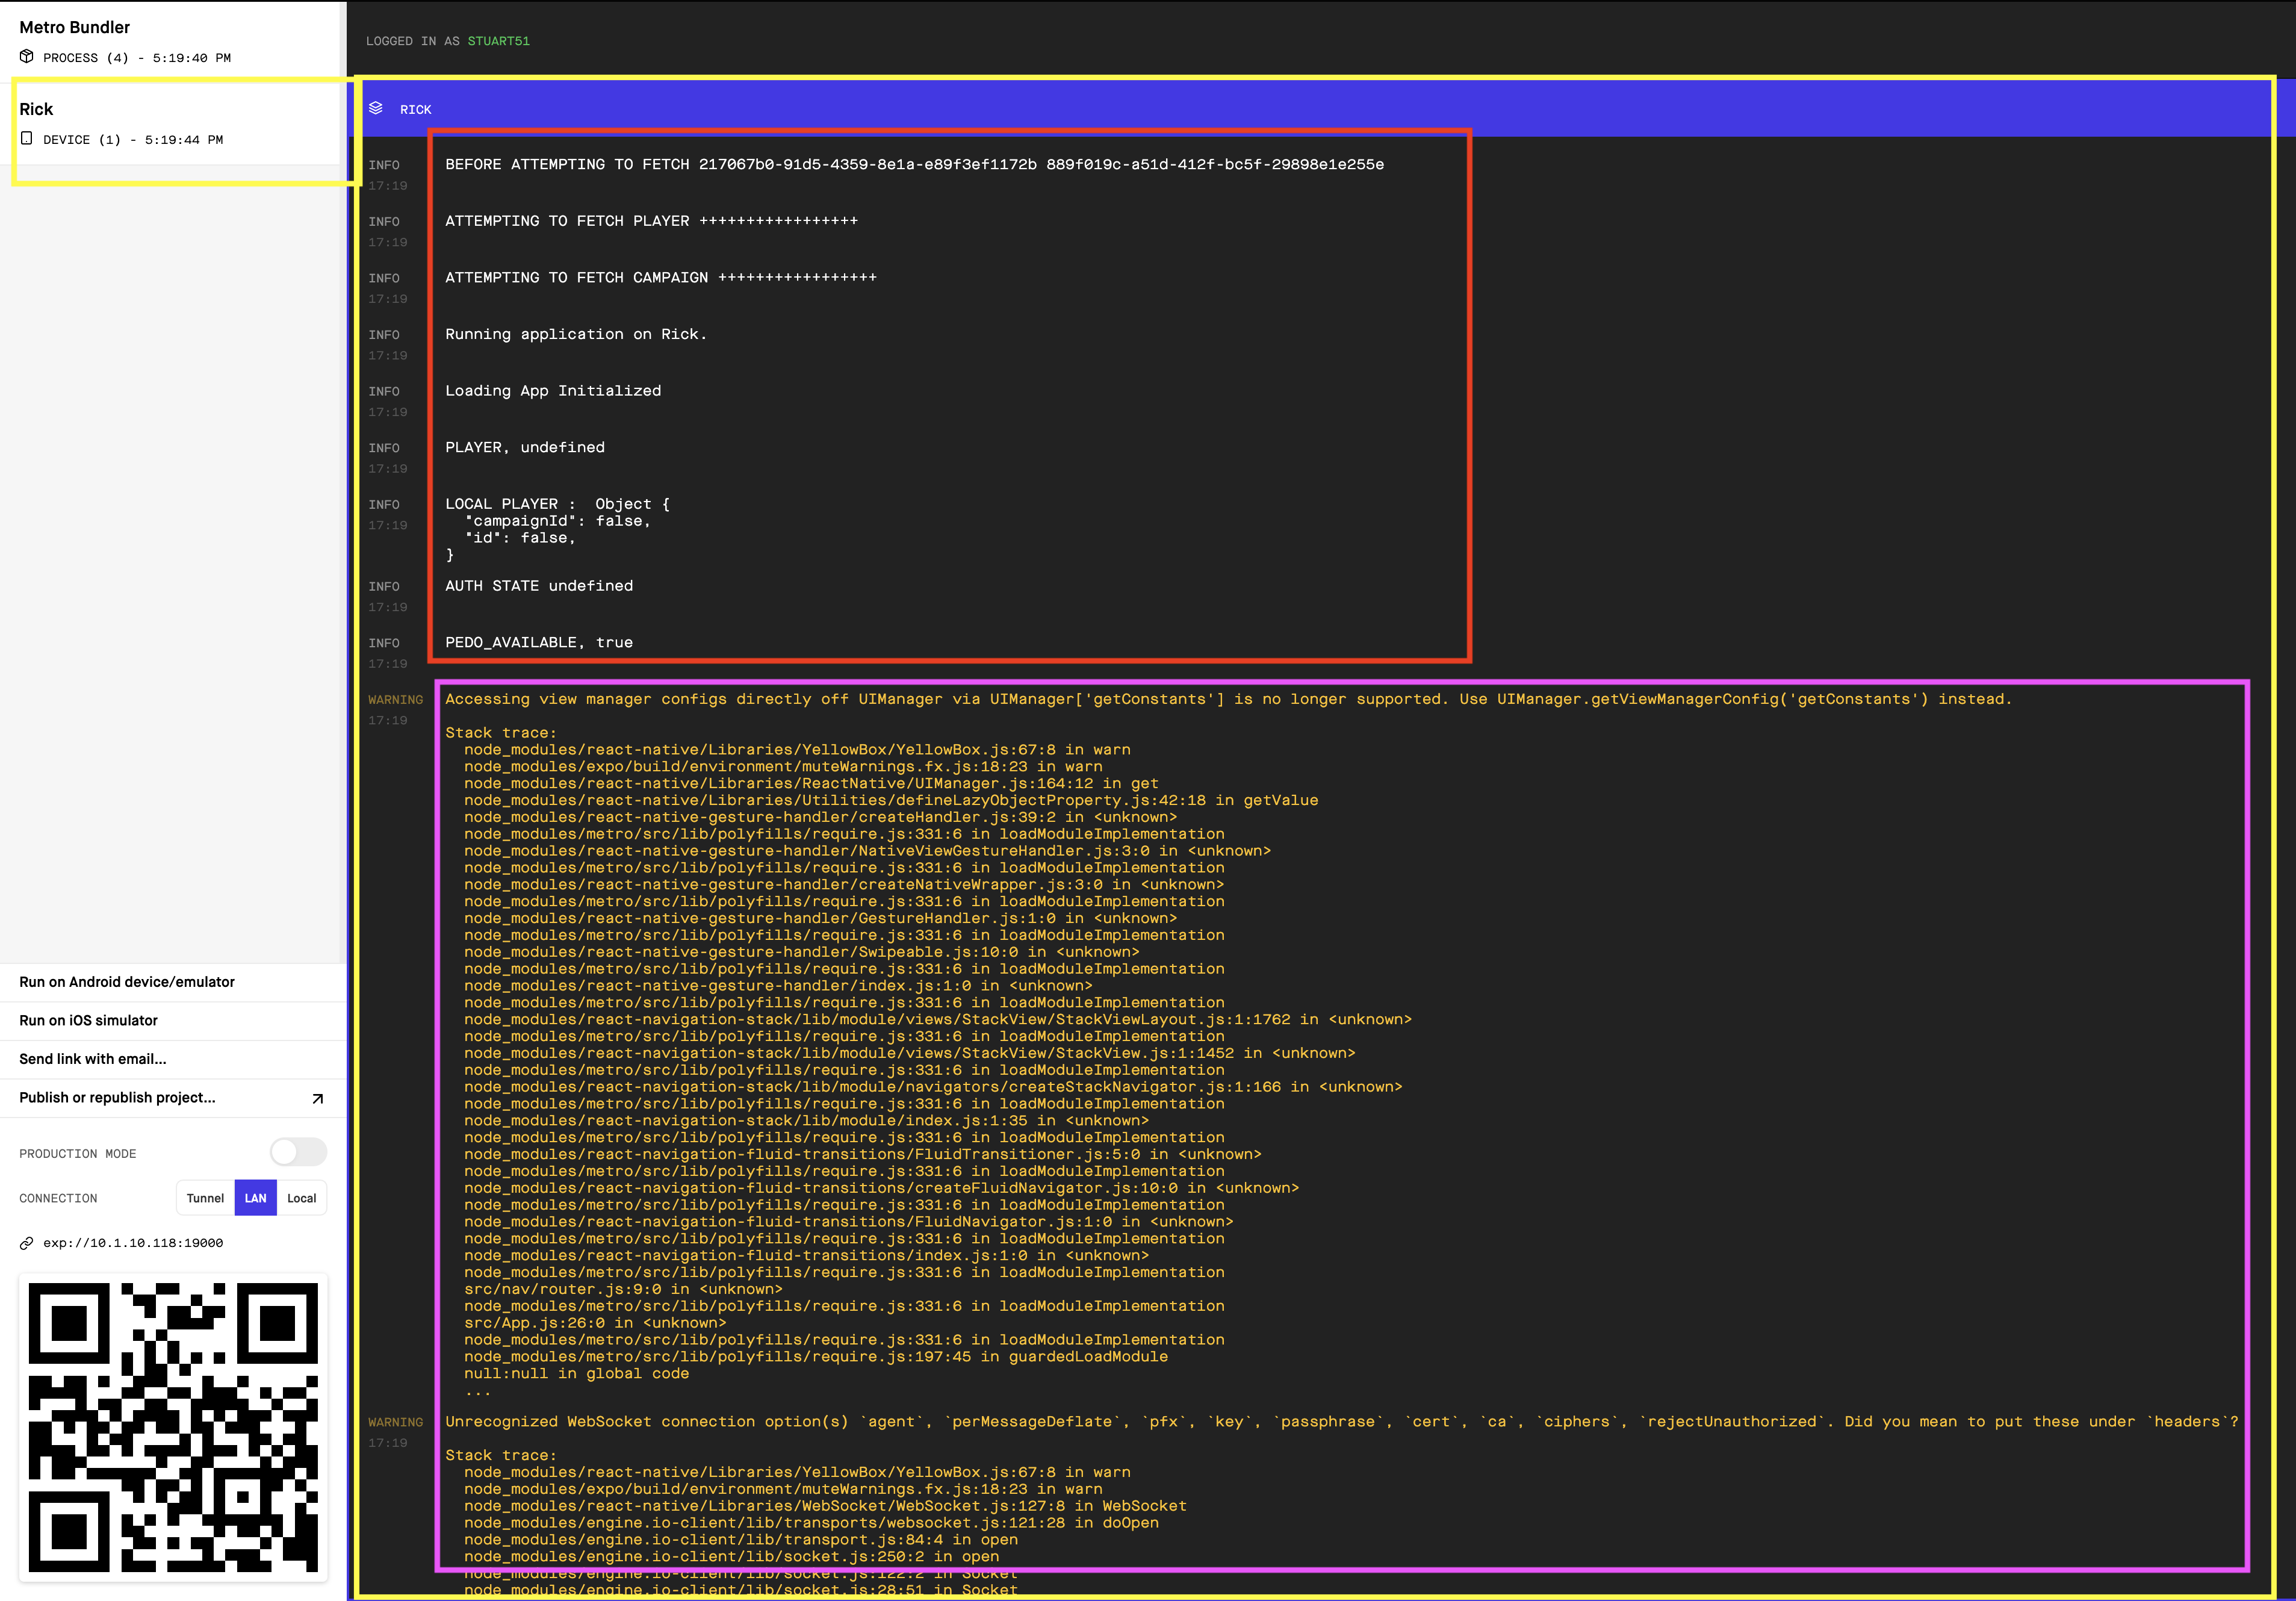 Metro Bundler
PROCESS (4) - 5:19:40 PM
Rick
DEVICE (1) - 5:19:44 PM
Run on Android device/emulator
Run on iOS simulator
Send link with email...
Publish or republish project...
PRODUCTION MODE
CONNECTION Tunnel LAN Local
exp://10.1.10.118:19000
LOGGED IN AS STUART51
RICK
INFO BEFORE ATTEMPTING TO FETCH 217067b0-91d5-4359-8e1a-e89f3ef1172b 889f019c-a51d-412f-bc5f-29898e1e255e
17:19
INFO ATTEMPTING TO FETCH PLAYER +++++++++++++++++
17:19
INFO ATTEMPTING TO FETCH CAMPAIGN +++++++++++++++++
17:19
INFO Running application on Rick.
17:19
INFO Loading App Initialized
17:19
INFO PLAYER, undefined
17:19
INFO LOCAL PLAYER :  Object {
17:19 "campaignId": false,
"id": false,
}
INFO AUTH STATE undefined
17:19
INFO PEDO_AVAILABLE, true
17:19
WARNING Accessing view manager configs directly off UIManager via UIManager['getConstants'] is no longer supported. Use UIManager.getViewManagerConfig('getConstants') instead.
17:19
Stack trace:
node_modules/react-native/Libraries/YellowBox/YellowBox.js:67:8 in warn
node_modules/expo/build/environment/muteWarnings.fx.js:18:23 in warn
node_modules/react-native/Libraries/ReactNative/UIManager.js:164:12 in get
node_modules/react-native/Libraries/Utilities/defineLazyObjectProperty.js:42:18 in getValue
node_modules/react-native-gesture-handler/createHandler.js:39:2 in <unknown>
node_modules/metro/src/lib/polyfills/require.js:331:6 in loadModuleImplementation
node_modules/react-native-gesture-handler/NativeViewGestureHandler.js:3:0 in <unknown>
node_modules/metro/src/lib/polyfills/require.js:331:6 in loadModuleImplementation
node_modules/react-native-gesture-handler/createNativeWrapper.js:3:0 in <unknown>
node_modules/metro/src/lib/polyfills/require.js:331:6 in loadModuleImplementation
node_modules/react-native-gesture-handler/GestureHandler.js:1:0 in <unknown>
node_modules/metro/src/lib/polyfills/require.js:331:6 in loadModuleImplementation
node_modules/react-native-gesture-handler/Swipeable.js:10:0 in <unknown>
node_modules/metro/src/lib/polyfills/require.js:331:6 in loadModuleImplementation
node_modules/react-native-gesture-handler/index.js:1:0 in <unknown>
node_modules/metro/src/lib/polyfills/require.js:331:6 in loadModuleImplementation
node_modules/react-navigation-stack/lib/module/views/StackView/StackViewLayout.js:1:1762 in <unknown>
node_modules/metro/src/lib/polyfills/require.js:331:6 in loadModuleImplementation
node_modules/react-navigation-stack/lib/module/views/StackView/StackView.js:1:1452 in <unknown>
node_modules/metro/src/lib/polyfills/require.js:331:6 in loadModuleImplementation
node_modules/react-navigation-stack/lib/module/navigators/createStackNavigator.js:1:166 in <unknown>
node_modules/metro/src/lib/polyfills/require.js:331:6 in loadModuleImplementation
node_modules/react-navigation-stack/lib/module/index.js:1:35 in <unknown>
node_modules/metro/src/lib/polyfills/require.js:331:6 in loadModuleImplementation
node_modules/react-navigation-fluid-transitions/FluidTransitioner.js:5:0 in <unknown>
node_modules/metro/src/lib/polyfills/require.js:331:6 in loadModuleImplementation
node_modules/react-navigation-fluid-transitions/createFluidNavigator.js:10:0 in <unknown>
node_modules/metro/src/lib/polyfills/require.js:331:6 in loadModuleImplementation
node_modules/react-navigation-fluid-transitions/FluidNavigator.js:1:0 in <unknown>
node_modules/metro/src/lib/polyfills/require.js:331:6 in loadModuleImplementation
node_modules/react-navigation-fluid-transitions/index.js:1:0 in <unknown>
node_modules/metro/src/lib/polyfills/require.js:331:6 in loadModuleImplementation
src/nav/router.js:9:0 in <unknown>
node_modules/metro/src/lib/polyfills/require.js:331:6 in loadModuleImplementation
src/App.js:26:0 in <unknown>
node_modules/metro/src/lib/polyfills/require.js:331:6 in loadModuleImplementation
node_modules/metro/src/lib/polyfills/require.js:197:45 in guardedLoadModule
null:null in global code
...
WARNING Unrecognized WebSocket connection option(s) `agent`, `perMessageDeflate`, `pfx`, `key`, `passphrase`, `cert`, `ca`, `ciphers`, `rejectUnauthorized`. Did you mean to put these under `headers`?
17:19
Stack trace:
node_modules/react-native/Libraries/YellowBox/YellowBox.js:67:8 in warn
node_modules/expo/build/environment/muteWarnings.fx.js:18:23 in warn
node_modules/react-native/Libraries/WebSocket/WebSocket.js:127:8 in WebSocket
node_modules/engine.io-client/lib/transports/websocket.js:121:28 in doOpen
node_modules/engine.io-client/lib/transport.js:84:4 in open
node_modules/engine.io-client/lib/socket.js:250:2 in open
node_modules/engine.io-client/lib/socket.js:122:2 in Socket
node_modules/engine.io-client/lib/socket.js:28:51 in Socket